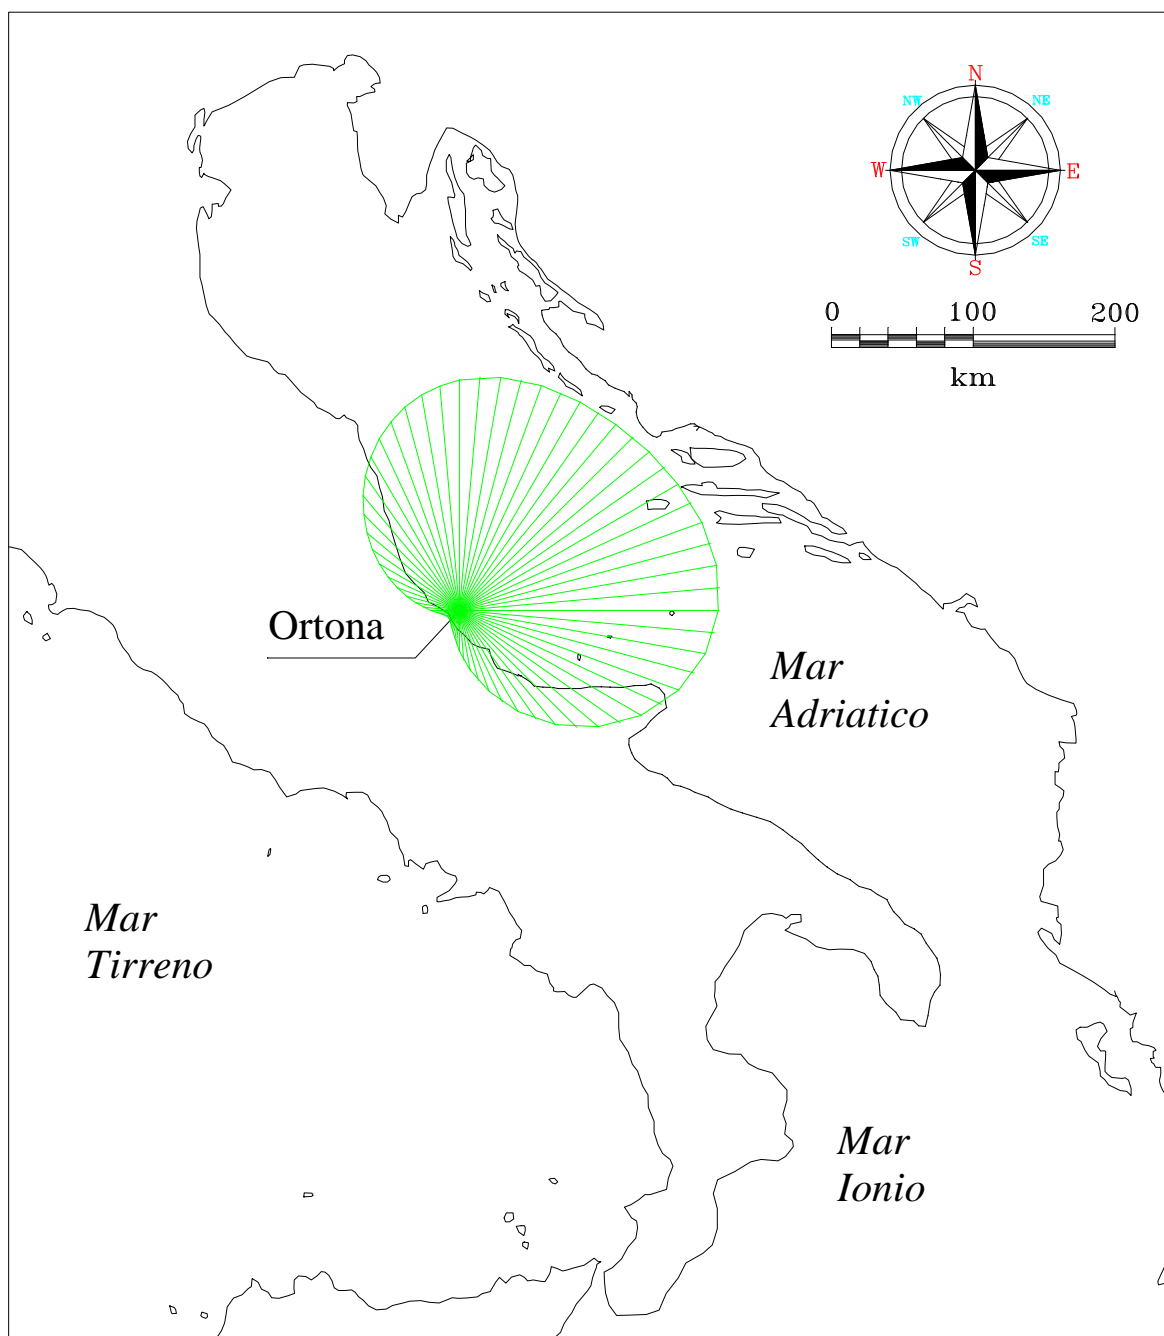 N
NW NE
W E
SW SE
S
0 100 200
km
Ortona
Mar
Adriatico
Mar
Tirreno
Mar
Ionio